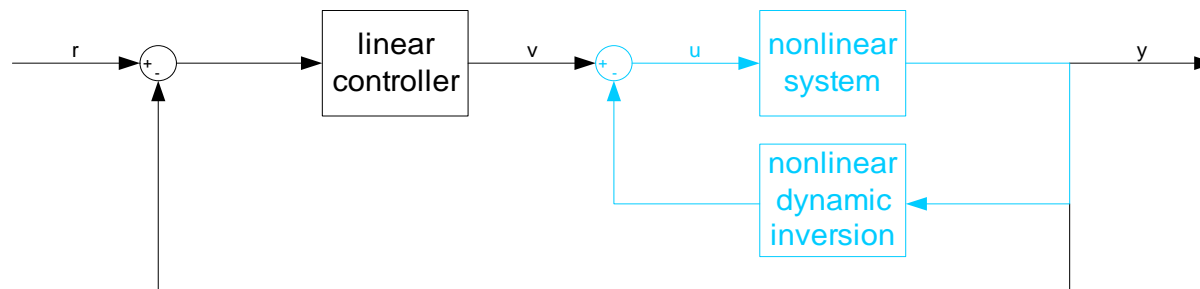 r
+
-
linear
controller
v
+
-
u
nonlinear
system
y
nonlinear
dynamic
inversion